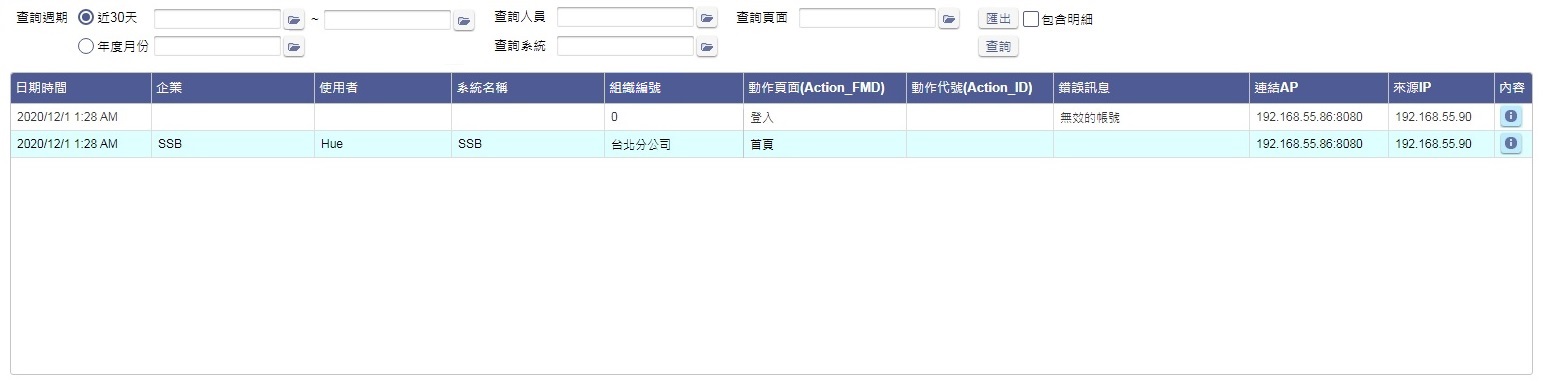 查詢週期 近30天 ~ 查詢人員 查詢頁面 匯出 包含明細
年度月份 查詢系統 查詢
日期時間 企業 使用者 系統名稱 組織編號 動作頁面(Action_FMD) 動作代號(Action_ID) 錯誤訊息 連結AP 來源IP 內容
2020/12/1 1:28 AM 0 登入 無效的帳號 192.168.55.86:8080 192.168.55.90
2020/12/1 1:28 AM SSB Hue SSB 台北分公司 首頁 192.168.55.86:8080 192.168.55.90